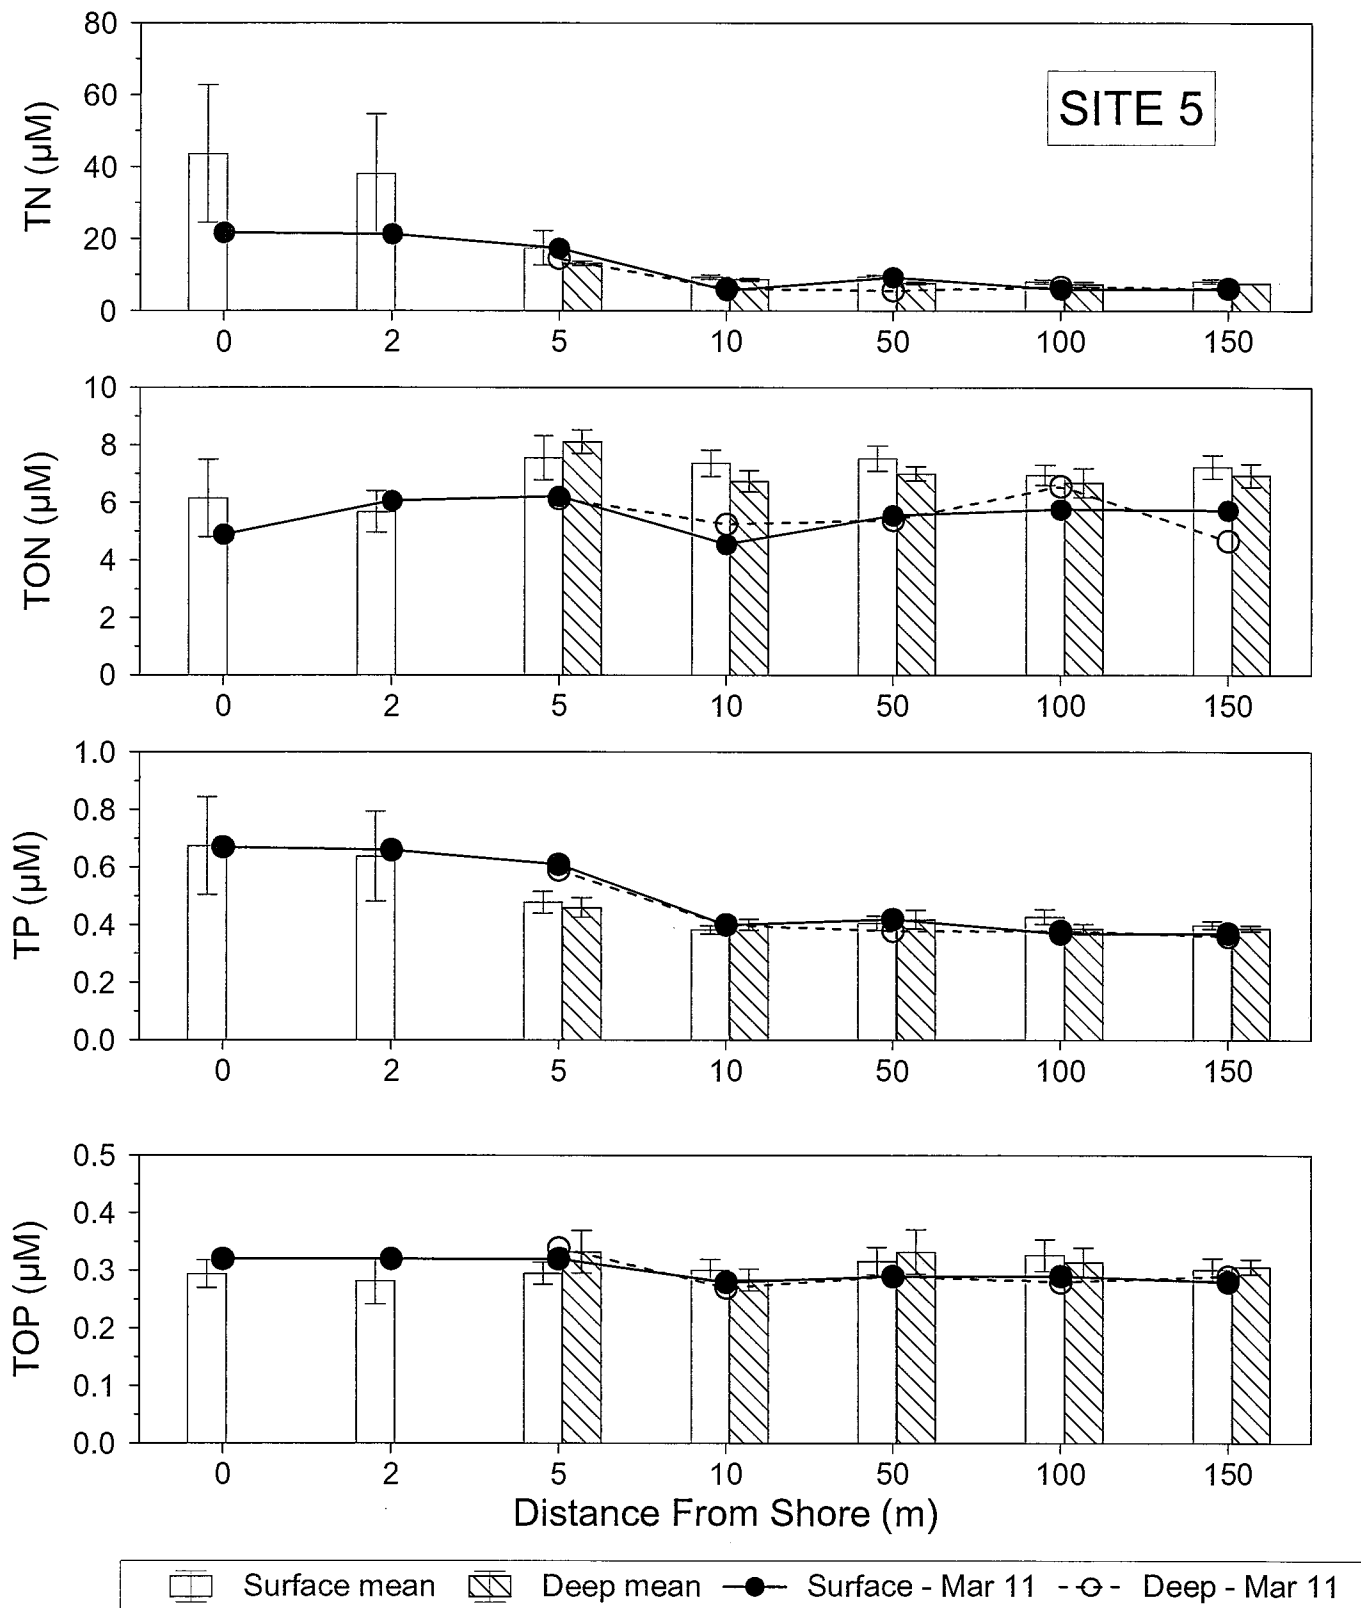 SITE 5
TN (µM)
80
60
40
20
0
0 2 5 10 50 100 150
TON (µM)
10
8
6
4
2
0
0 2 5 10 50 100 150
TP (µM)
1.0
0.8
0.6
0.4
0.2
0.0
0 2 5 10 50 100 150
TOP (µM)
0.5
0.4
0.3
0.2
0.1
0.0
0 2 5 10 50 100 150
Distance From Shore (m)
Surface mean Deep mean Surface - Mar 11 Deep - Mar 11